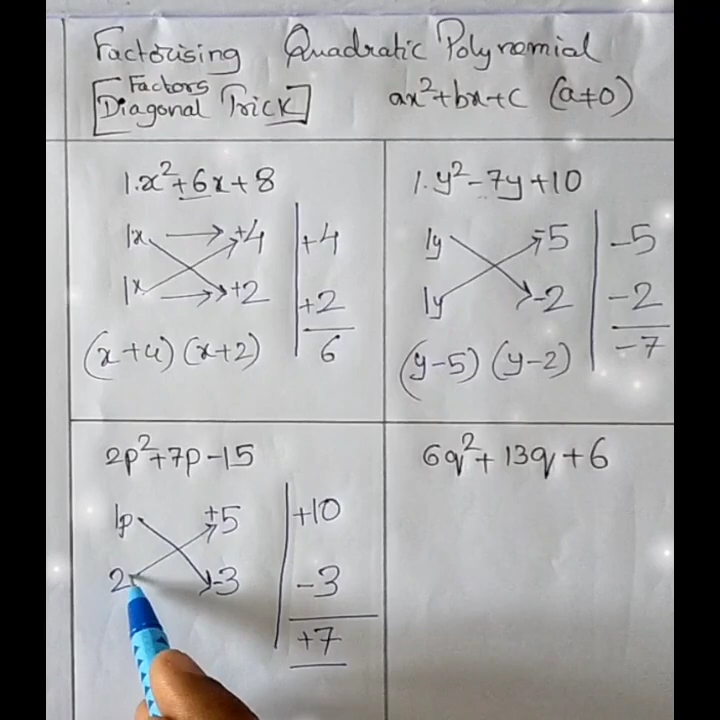 Factorising Quadratic Polynomial
Factors
[Diagonal Trick] ax²+bx+c (a≠0)
1.x²+6x+8
1x +4 +4
1x +2 +2
6
(x+4) (x+2)
1.y²-7y+10
1y -5 -5
1y -2 -2
-7
(y-5) (y-2)
2p²+7p-15
1p +5 +10
2 -3 -3
+7
6q²+13q+6